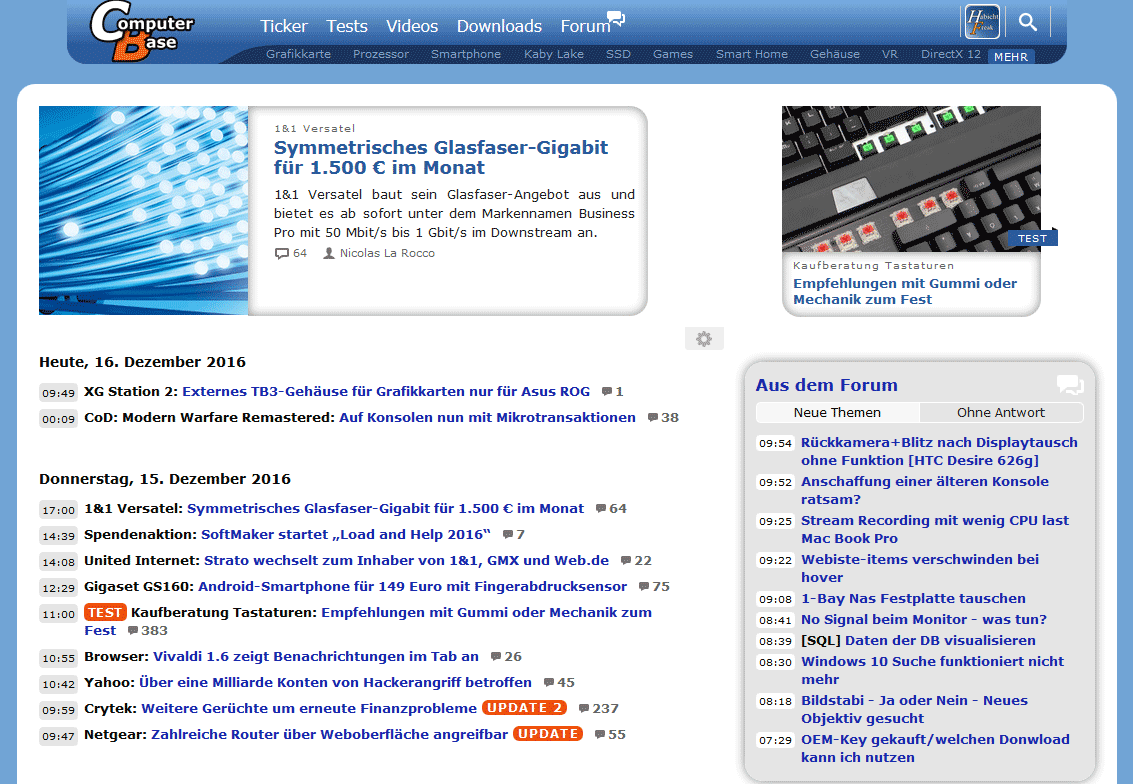 Computer
Base
Ticker Tests Videos Downloads Forum
Habicht
Freak
Grafikkarte Prozessor Smartphone Kaby Lake SSD Games Smart Home Gehäuse VR DirectX 12 MEHR
1&1 Versatel
Symmetrisches Glasfaser-Gigabit
für 1.500 € im Monat
1&1 Versatel baut sein Glasfaser-Angebot aus und
bietet es ab sofort unter dem Markennamen Business
Pro mit 50 Mbit/s bis 1 Gbit/s im Downstream an.
64 Nicolas La Rocco
TEST
Kaufberatung Tastaturen
Empfehlungen mit Gummi oder
Mechanik zum Fest
Heute, 16. Dezember 2016
09:49 XG Station 2: Externes TB3-Gehäuse für Grafikkarten nur für Asus ROG 1
00:09 CoD: Modern Warfare Remastered: Auf Konsolen nun mit Mikrotransaktionen 38
Donnerstag, 15. Dezember 2016
17:00 1&1 Versatel: Symmetrisches Glasfaser-Gigabit für 1.500 € im Monat 64
14:39 Spendenaktion: SoftMaker startet „Load and Help 2016“ 7
14:08 United Internet: Strato wechselt zum Inhaber von 1&1, GMX und Web.de 22
12:29 Gigaset GS160: Android-Smartphone für 149 Euro mit Fingerabdrucksensor 75
11:00 TEST Kaufberatung Tastaturen: Empfehlungen mit Gummi oder Mechanik zum
Fest 383
10:55 Browser: Vivaldi 1.6 zeigt Benachrichtigungen im Tab an 26
10:42 Yahoo: Über eine Milliarde Konten von Hackerangriff betroffen 45
09:59 Crytek: Weitere Gerüchte um erneute Finanzprobleme UPDATE 2 237
09:47 Netgear: Zahlreiche Router über Weboberfläche angreifbar UPDATE 55
Aus dem Forum
Neue Themen Ohne Antwort
09:54 Rückkamera+Blitz nach Displaytausch
ohne Funktion [HTC Desire 626g]
09:52 Anschaffung einer älteren Konsole
ratsam?
09:25 Stream Recording mit wenig CPU last
Mac Book Pro
09:22 Webiste-items verschwinden bei
hover
09:08 1-Bay Nas Festplatte tauschen
08:41 No Signal beim Monitor - was tun?
08:39 [SQL] Daten der DB visualisieren
08:30 Windows 10 Suche funktioniert nicht
mehr
08:18 Bildstabi - Ja oder Nein - Neues
Objektiv gesucht
07:29 OEM-Key gekauft/welchen Donwload
kann ich nutzen